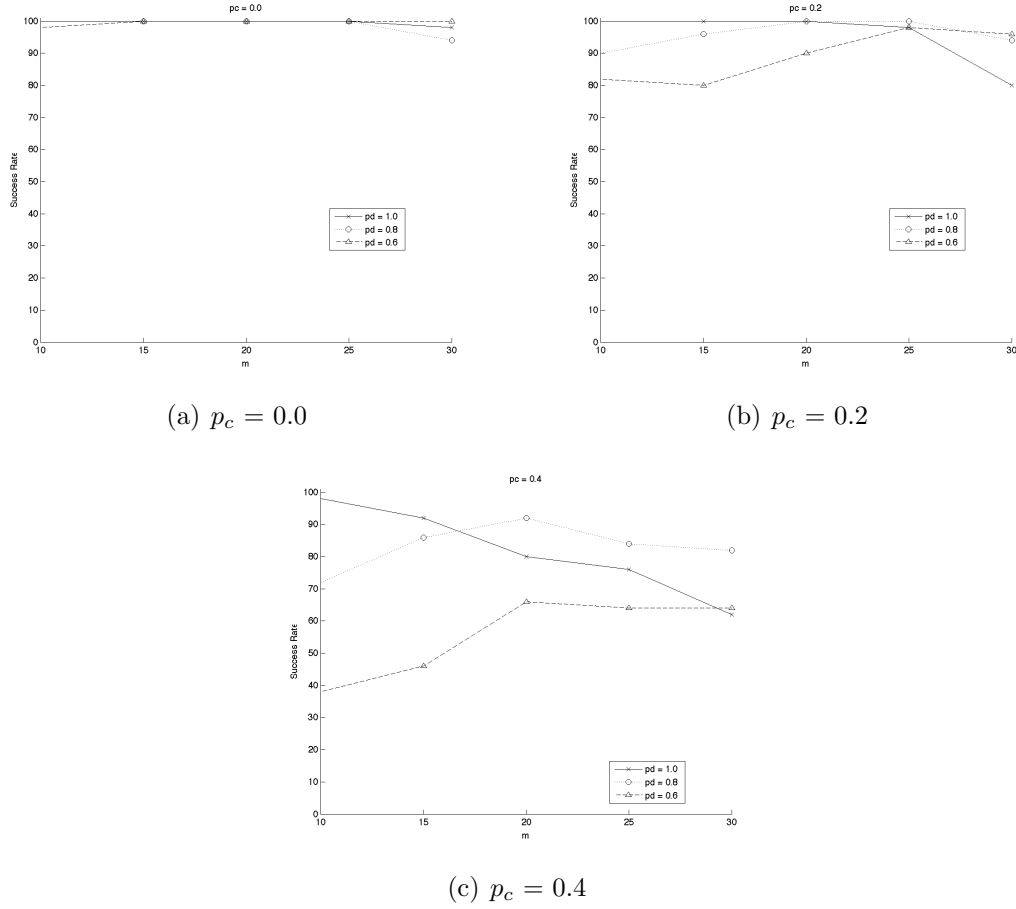 pc = 0.0
100
90
80
70
60
50
40
30
20
10
0
Success Rate
pd = 1.0
pd = 0.8
pd = 0.6
10 15 20 25 30
m
(a) p_c = 0.0
pc = 0.2
100
90
80
70
60
50
40
30
20
10
0
Success Rate
pd = 1.0
pd = 0.8
pd = 0.6
10 15 20 25 30
m
(b) p_c = 0.2
pc = 0.4
100
90
80
70
60
50
40
30
20
10
0
Success Rate
pd = 1.0
pd = 0.8
pd = 0.6
10 15 20 25 30
m
(c) p_c = 0.4